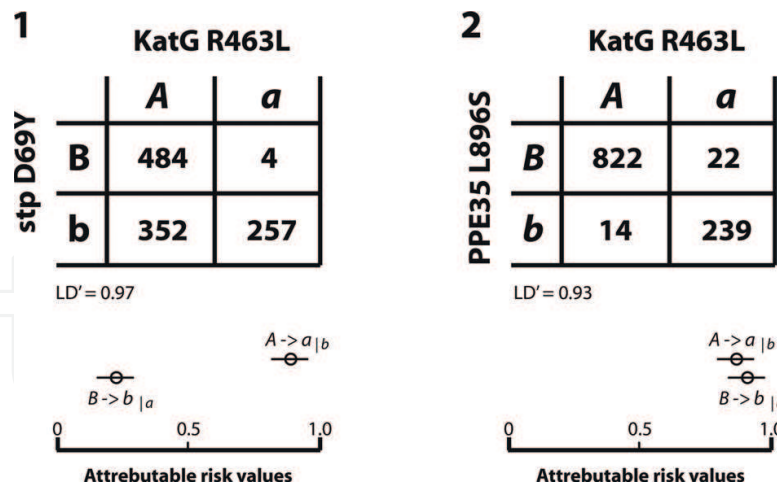 1
KatG R463L
stp D69Y
A a
B 484 4
b 352 257
LD' = 0.97
A -> a |b
B -> b |a
0 0.5 1.0
Attrebutable risk values
2
KatG R463L
PPE35 L896S
A a
B 822 22
b 14 239
LD' = 0.93
A -> a |b
B -> b |
0 0.5 1.0
Attrebutable risk values